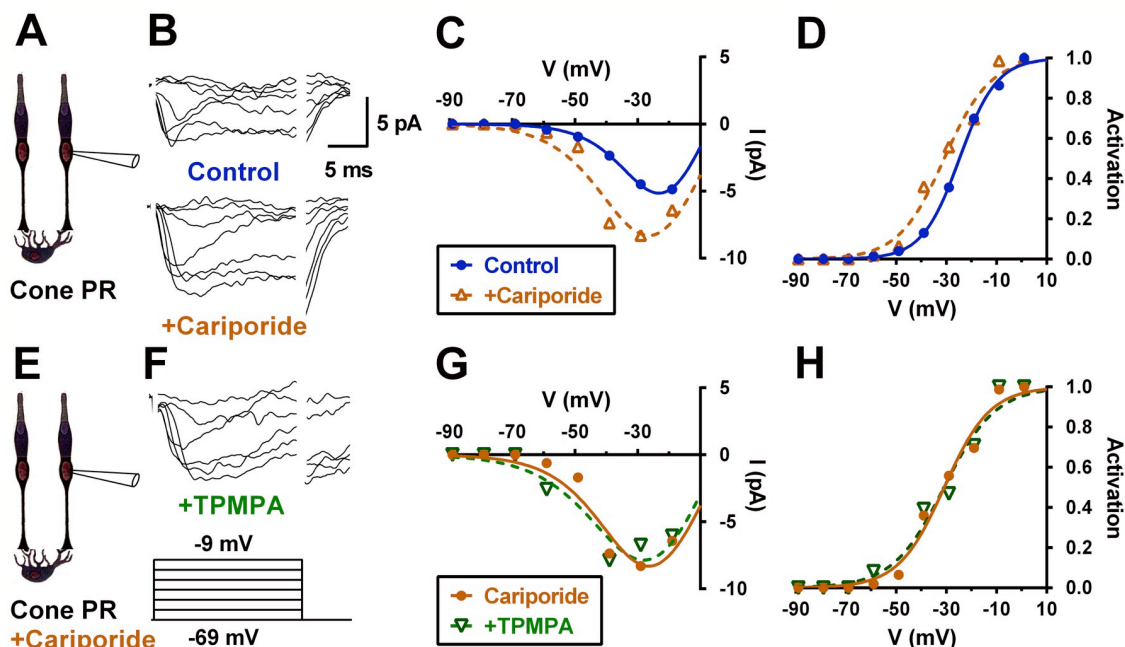 A
B
C
D
5 pA
5 ms
Control
+Cariporide
Cone PR
V (mV)
-90 -70 -50 -30
5
0
-5
-10
I (pA)
Control
+Cariporide
1.0
0.8
0.6
0.4
0.2
0.0
Activation
-90 -70 -50 -30 -10 10
V (mV)
E
F
G
H
Cone PR
+Cariporide
+TPMPA
-9 mV
-69 mV
V (mV)
-90 -70 -50 -30
5
0
-5
-10
I (pA)
Cariporide
+TPMPA
1.0
0.8
0.6
0.4
0.2
0.0
Activation
-90 -70 -50 -30 -10 10
V (mV)